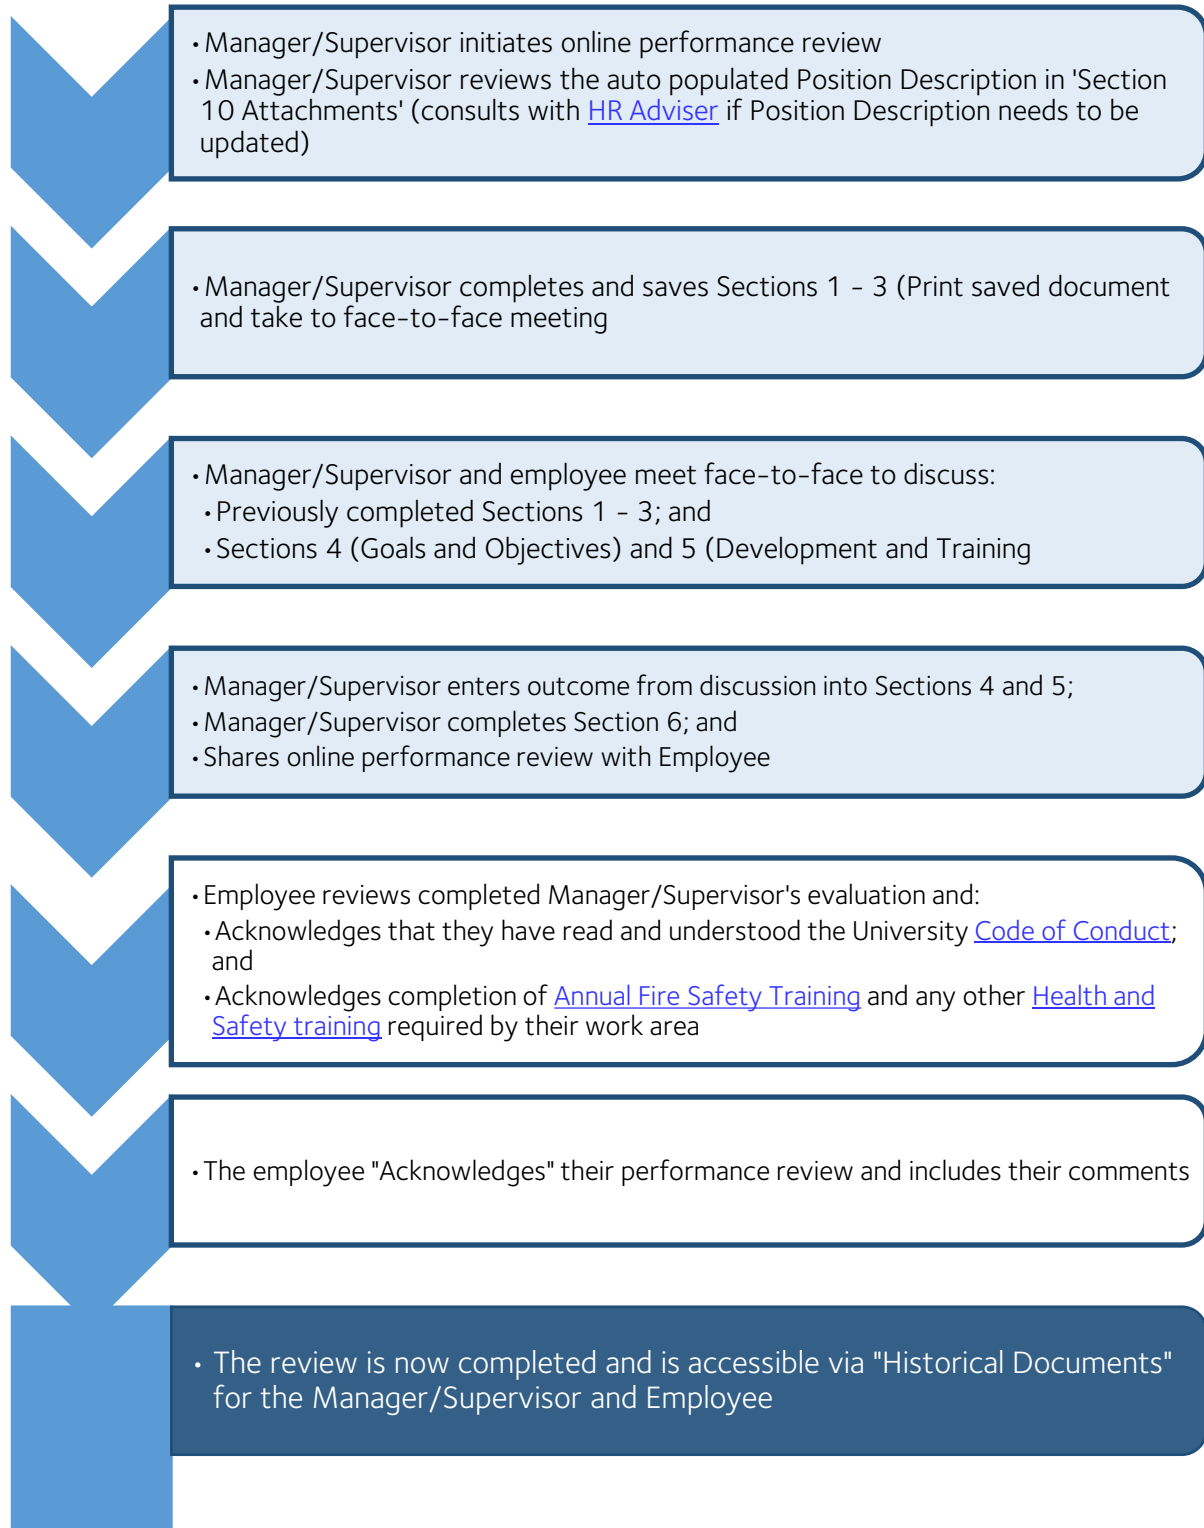 • Manager/Supervisor initiates online performance review
• Manager/Supervisor reviews the auto populated Position Description in 'Section
10 Attachments' (consults with HR Adviser if Position Description needs to be
updated)
• Manager/Supervisor completes and saves Sections 1 - 3 (Print saved document
and take to face-to-face meeting
• Manager/Supervisor and employee meet face-to-face to discuss:
• Previously completed Sections 1 - 3; and
• Sections 4 (Goals and Objectives) and 5 (Development and Training
• Manager/Supervisor enters outcome from discussion into Sections 4 and 5;
• Manager/Supervisor completes Section 6; and
• Shares online performance review with Employee
• Employee reviews completed Manager/Supervisor's evaluation and:
• Acknowledges that they have read and understood the University Code of Conduct;
and
• Acknowledges completion of Annual Fire Safety Training and any other Health and
Safety training required by their work area
• The employee "Acknowledges" their performance review and includes their comments
• The review is now completed and is accessible via "Historical Documents"
for the Manager/Supervisor and Employee